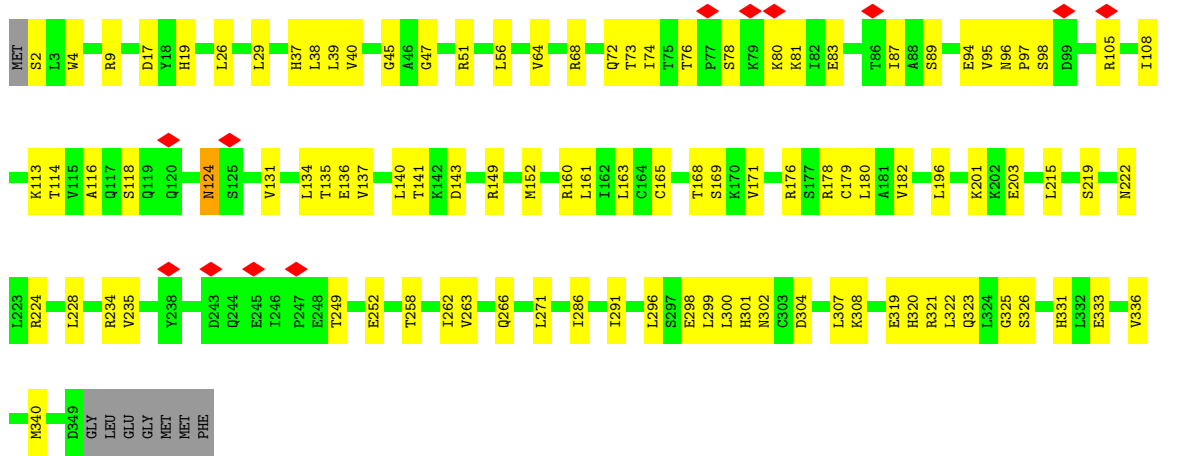 MET S2 L3 W4 R9 D17 Y18 H19 L26 L29 H37 L38 L39 V40 G45 A46 G47 R51 L56 V64 R68 Q72 T73 I74 T75 T76 P77 S78 K79 K80 K81 I82 E83 T86 I87 A88 S89 E94 V95 N96 P97 S98 D99 R105 I108
K113 T114 V115 A116 Q117 S118 Q119 Q120 N124 S125 V131 L134 T135 E136 V137 L140 T141 K142 D143 R149 M152 R160 L161 I162 L163 C164 C165 T168 S169 K170 V171 R176 S177 R178 C179 L180 A181 V182 L196 K201 K202 E203 L215 S219 N222
L223 R224 L228 R234 V235 Y238 D243 Q244 E245 I246 P247 E248 T249 E252 T258 I262 V263 Q266 L271 I286 I291 L296 S297 E298 L299 L300 H301 N302 C303 D304 L307 K308 E319 H320 R321 L322 Q323 L324 G325 S326 H331 L332 E333 V336
M340 D349 GLY LEU GLU GLY MET MET PHE